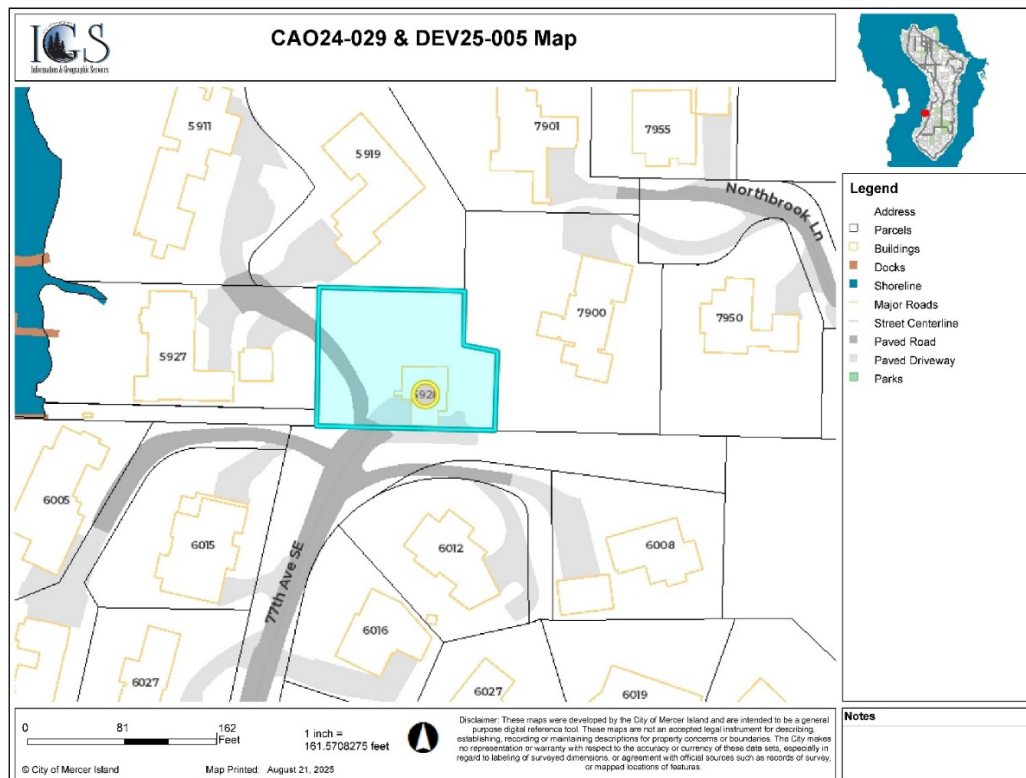 IGS
Information & Geographic Services
CAO24-029 & DEV25-005 Map
5911
5919
7901
7955
Northbrook Ln
7900
7950
5927
6005
6015
77th Ave SE
6012
6008
6016
6027
6027
6019
Legend
Address
Parcels
Buildings
Docks
Shoreline
Major Roads
Street Centerline
Paved Road
Paved Driveway
Parks
0 81 162
Feet
1 inch =
161.5708275 feet
© City of Mercer Island
Map Printed: August 21, 2025
Disclaimer: These maps were developed by the City of Mercer Island and are intended to be a general
purpose digital reference tool. These maps are not an accepted legal instrument for describing,
establishing, recording or maintaining descriptions for property concerns or boundaries. The City makes
no representation or warranty with respect to the accuracy or currency of these data sets, especially in
regard to labeling of surveyed dimensions, or agreement with official sources such as records of survey,
or mapped locations of features.
Notes